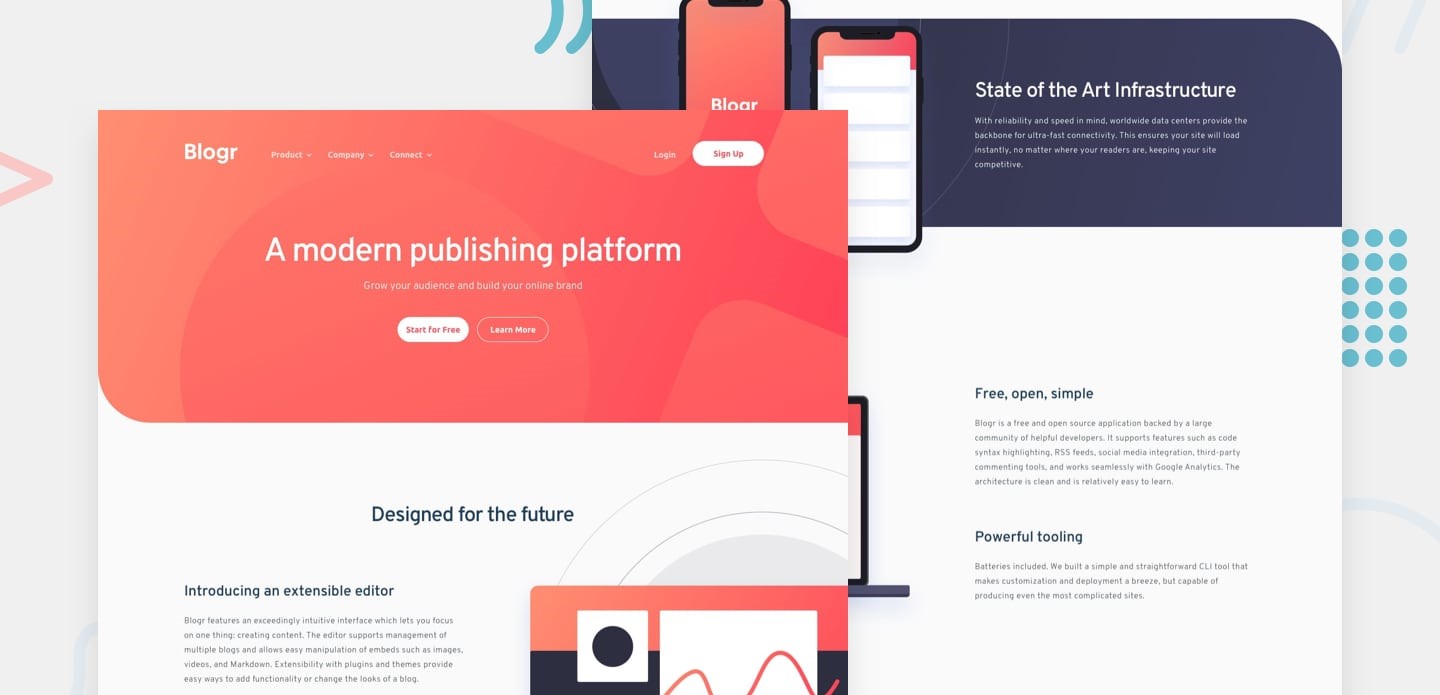 Blogr
Product
Company
Connect
Login
Sign Up
A modern publishing platform
Grow your audience and build your online brand
Start for Free
Learn More
Designed for the future
Introducing an extensible editor
Blogr features an exceedingly intuitive interface which lets you focus
on one thing: creating content. The editor supports management of
multiple blogs and allows easy manipulation of embeds such as images,
videos, and Markdown. Extensibility with plugins and themes provide
easy ways to add functionality or change the looks of a blog.
Blogr
State of the Art Infrastructure
With reliability and speed in mind, worldwide data centers provide the
backbone for ultra-fast connectivity. This ensures your site will load
instantly, no matter where your readers are, keeping your site
competitive.
Free, open, simple
Blogr is a free and open source application backed by a large
community of helpful developers. It supports features such as code
syntax highlighting, RSS feeds, social media integration, third-party
commenting tools, and works seamlessly with Google Analytics. The
architecture is clean and is relatively easy to learn.
Powerful tooling
Batteries included. We built a simple and straightforward CLI tool that
makes customization and deployment a breeze, but capable of
producing even the most complicated sites.